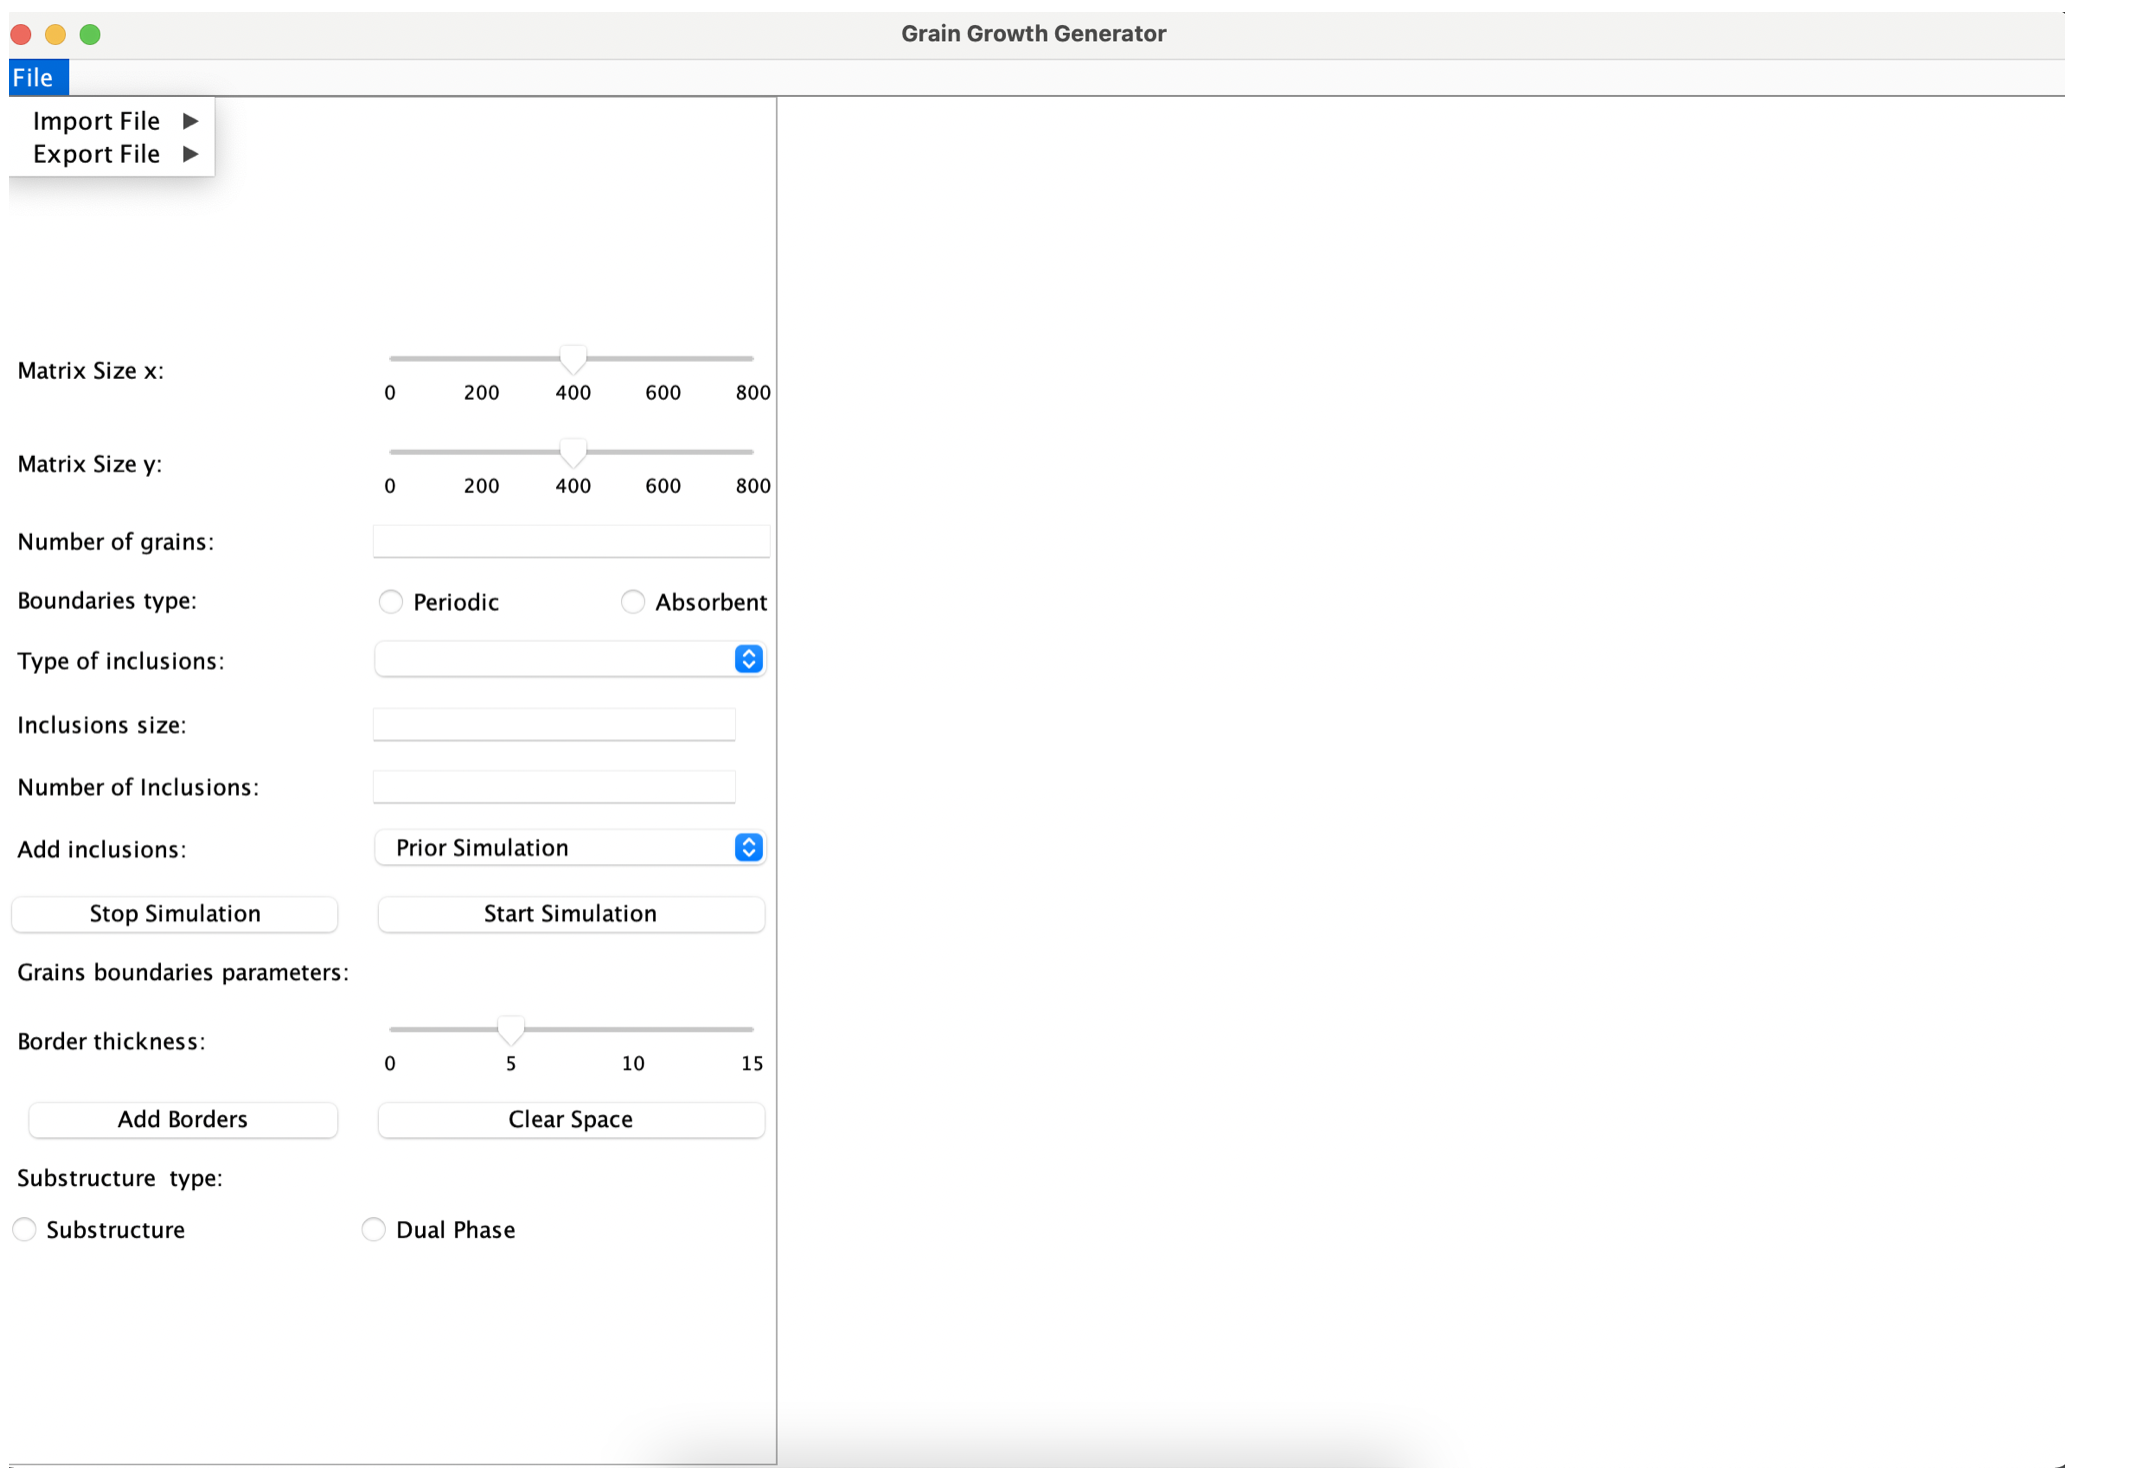 Grain Growth Generator
File
Import File
Export File
Matrix Size x:
0 200 400 600 800
Matrix Size y:
0 200 400 600 800
Number of grains:
Boundaries type: Periodic Absorbent
Type of inclusions:
Inclusions size:
Number of Inclusions:
Add inclusions: Prior Simulation
Stop Simulation Start Simulation
Grains boundaries parameters:
Border thickness:
0 5 10 15
Add Borders Clear Space
Substructure type:
Substructure Dual Phase